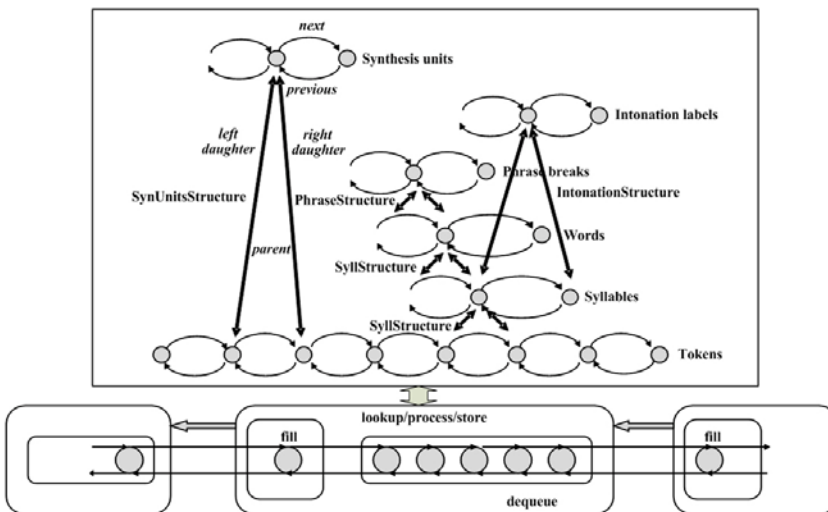 next
Synthesis units
previous
Intonation labels
left
daughter
right
daughter
Phrase breaks
SynUnitsStructure
PhraseStructure
IntonationStructure
Words
parent
SyllStructure
Syllables
SyllStructure
Tokens
lookup/process/store
fill
fill
dequeue